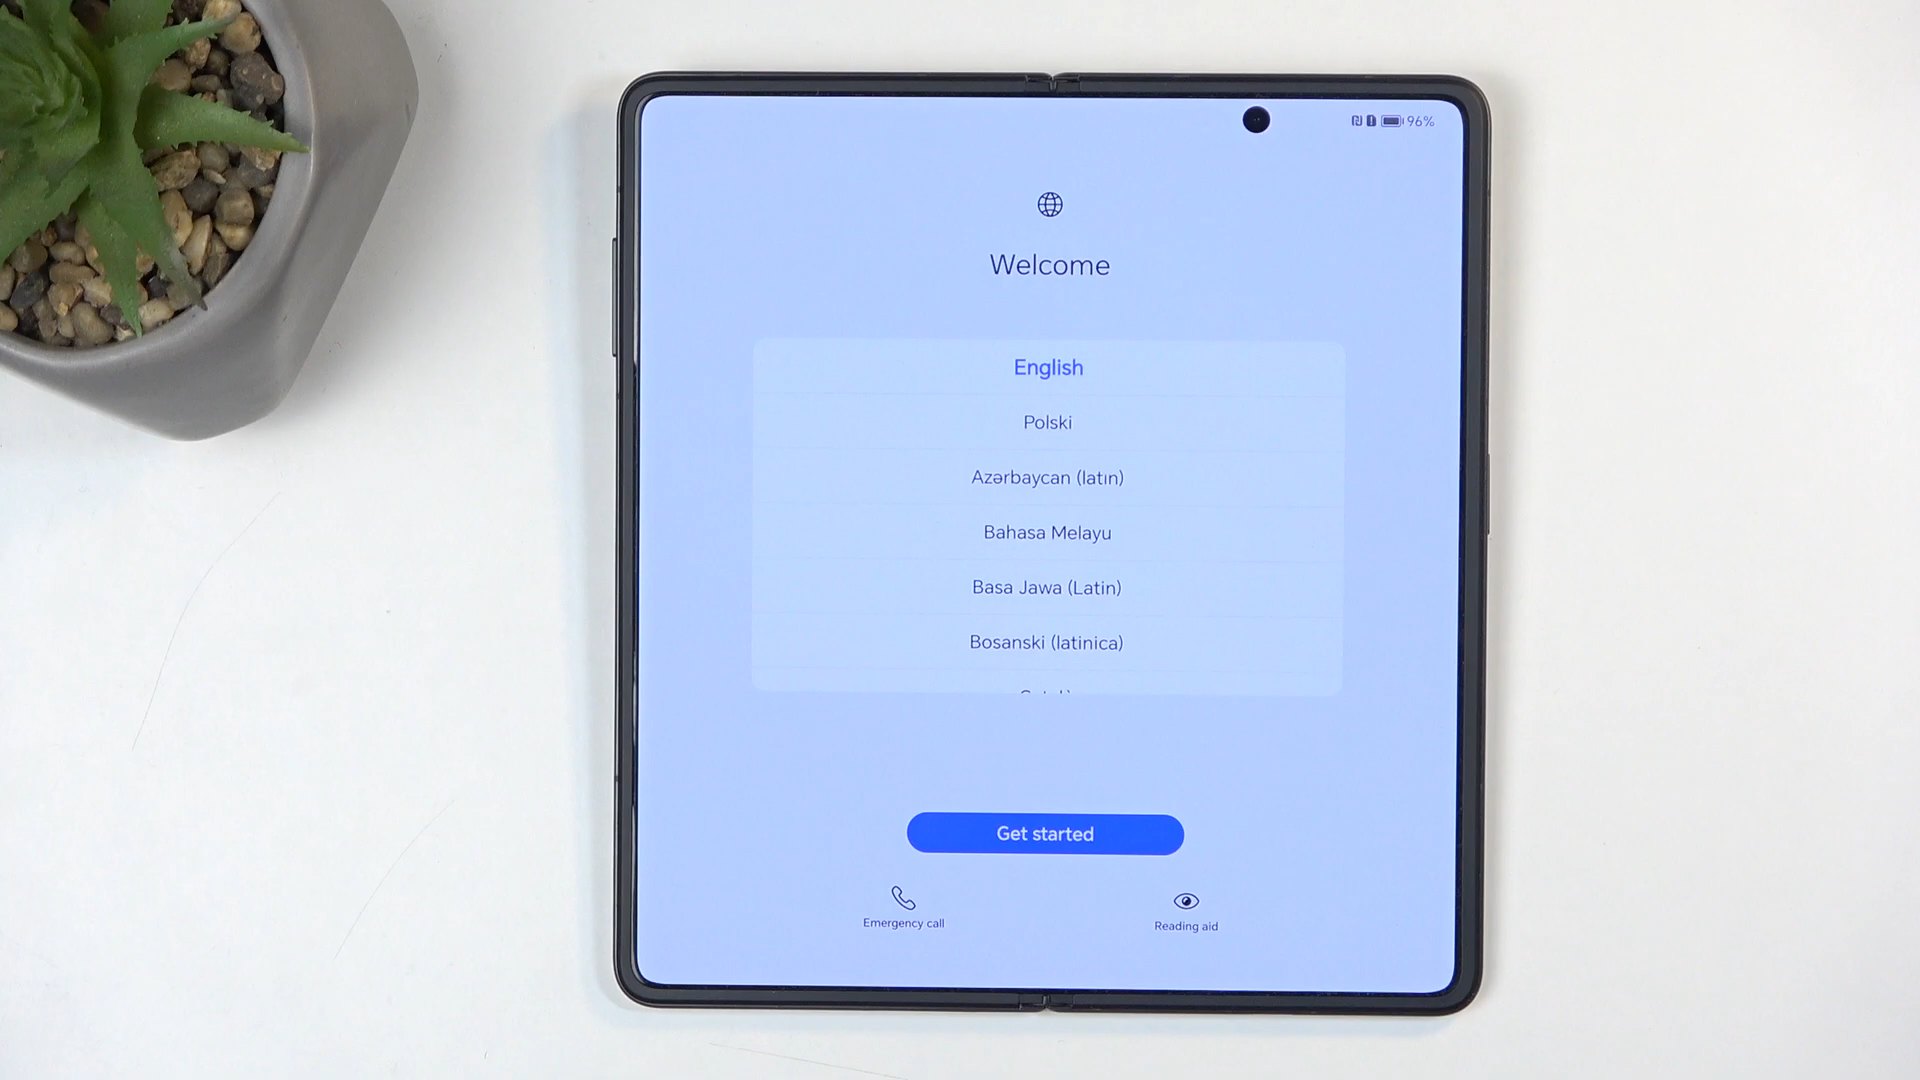 96%
Welcome
English
Polski
Azərbaycan (latın)
Bahasa Melayu
Basa Jawa (Latin)
Bosanski (latinica)
Get started
Emergency call
Reading aid